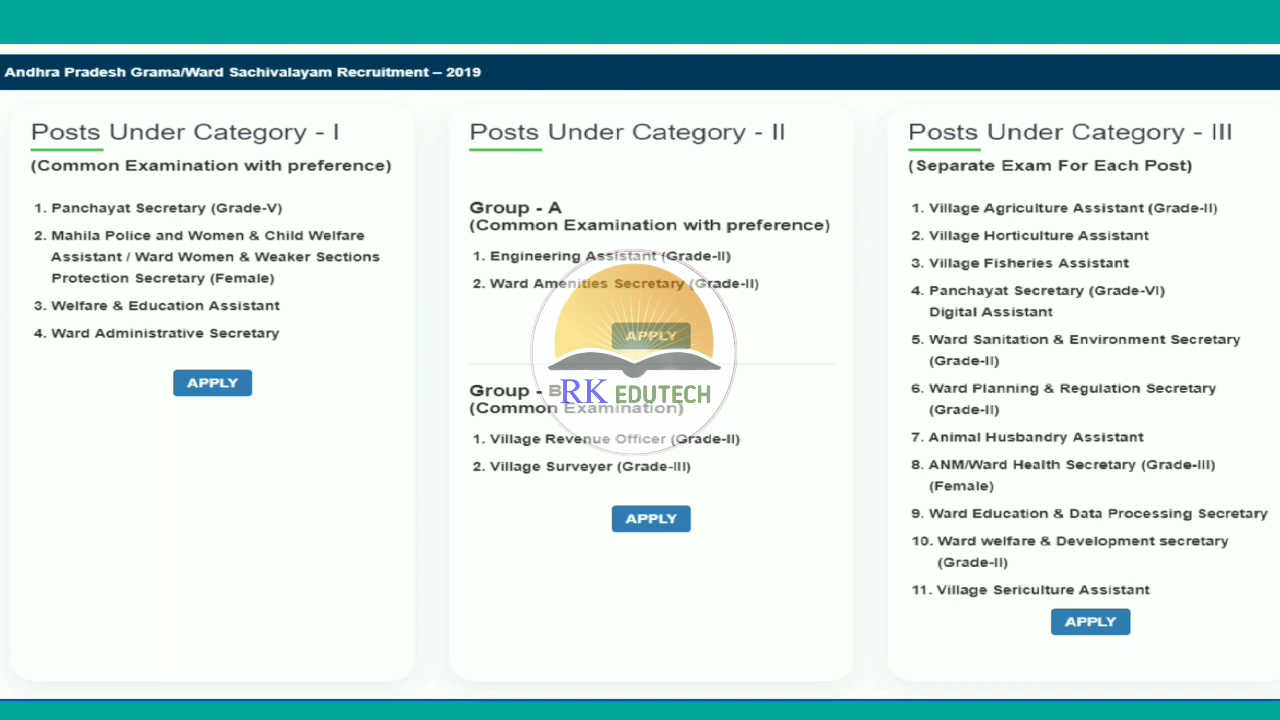 Andhra Pradesh Grama/Ward Sachivalayam Recruitment – 2019
Posts Under Category - I
(Common Examination with preference)
1. Panchayat Secretary (Grade-V)
2. Mahila Police and Women & Child Welfare
Assistant / Ward Women & Weaker Sections
Protection Secretary (Female)
3. Welfare & Education Assistant
4. Ward Administrative Secretary
APPLY
Posts Under Category - II
Group - A
(Common Examination with preference)
1. Engineering Assistant (Grade-II)
2. Ward Amenities Secretary (Grade-II)
APPLY
RK EDUTECH
Group - B
(Common Examination)
1. Village Revenue Officer (Grade-II)
2. Village Surveyer (Grade-III)
APPLY
Posts Under Category - III
(Separate Exam For Each Post)
1. Village Agriculture Assistant (Grade-II)
2. Village Horticulture Assistant
3. Village Fisheries Assistant
4. Panchayat Secretary (Grade-VI)
Digital Assistant
5. Ward Sanitation & Environment Secretary
(Grade-II)
6. Ward Planning & Regulation Secretary
(Grade-II)
7. Animal Husbandry Assistant
8. ANM/Ward Health Secretary (Grade-III)
(Female)
9. Ward Education & Data Processing Secretary
10. Ward welfare & Development secretary
(Grade-II)
11. Village Sericulture Assistant
APPLY